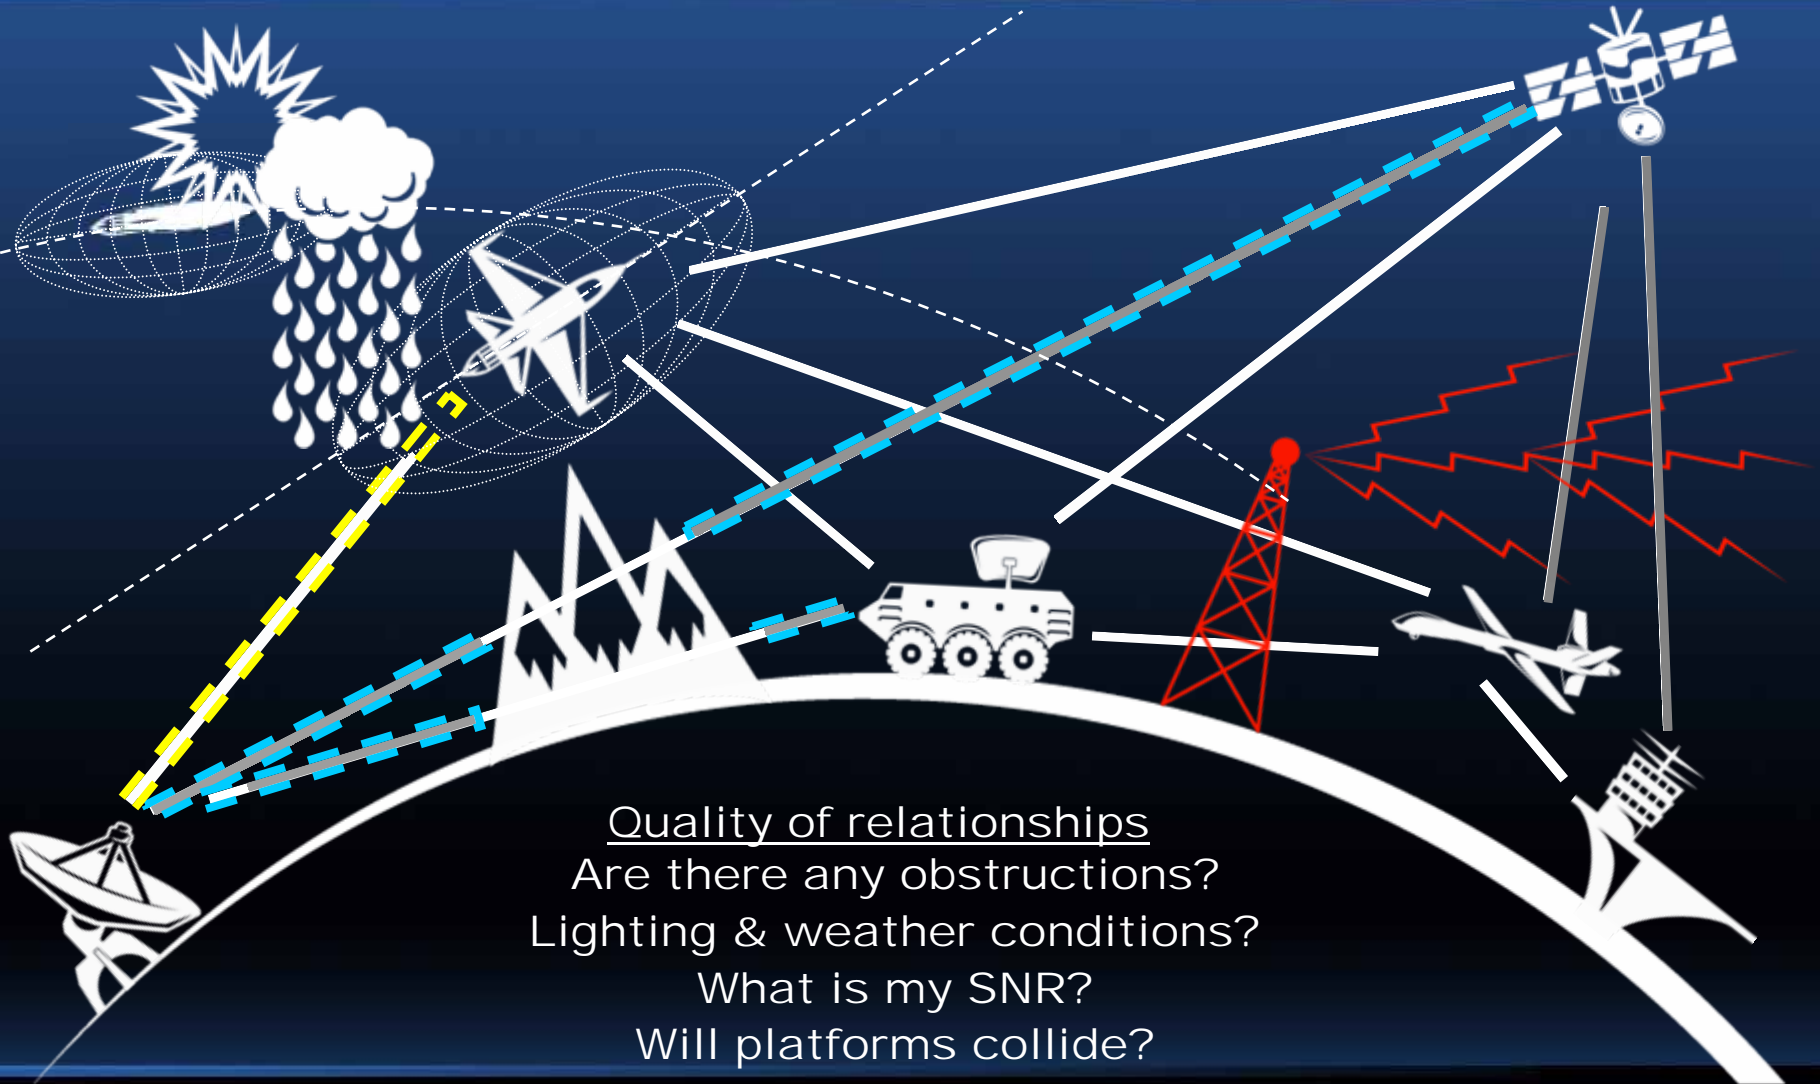 Quality of relationships
Are there any obstructions?
Lighting & weather conditions?
What is my SNR?
Will platforms collide?